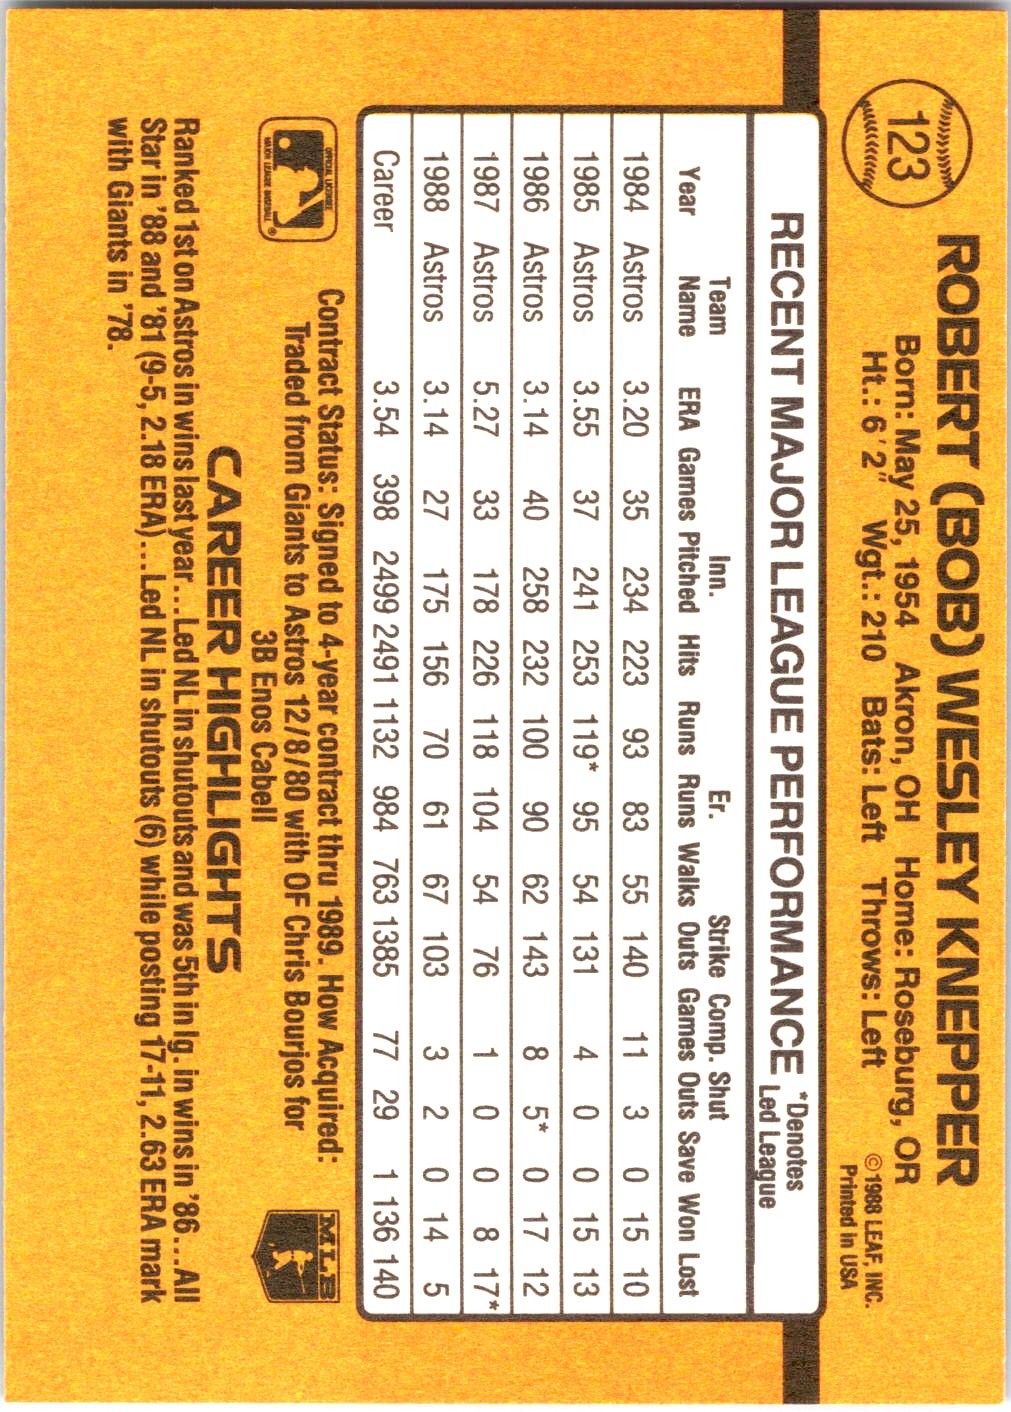 123
ROBERT (BOB) WESLEY KNEPPER
Born: May 25, 1954 Akron, OH Home: Roseburg, OR
Ht.: 6'2" Wgt.: 210 Bats: Left Throws: Left
©1988 LEAF, INC.
Printed in USA
RECENT MAJOR LEAGUE PERFORMANCE *Denotes
Led League
Team Inn. Er. Strike Comp. Shut
Year Name ERA Games Pitched Hits Runs Runs Walks Outs Games Outs Save Won Lost
1984 Astros 3.20 35 234 223 93 83 55 140 11 3 0 15 10
1985 Astros 3.55 37 241 253 119* 95 54 131 4 0 0 15 13
1986 Astros 3.14 40 258 232 100 90 62 143 8 5* 0 17 12
1987 Astros 5.27 33 178 226 118 104 54 76 1 0 0 8 17*
1988 Astros 3.14 27 175 156 70 61 67 103 3 2 0 14 5
Career 3.54 398 2499 2491 1132 984 763 1385 77 29 1 136 140
OFFICIAL LICENSEE
MAJOR LEAGUE BASEBALL ®
Contract Status: Signed to 4-year contract thru 1989. How Acquired:
Traded from Giants to Astros 12/8/80 with OF Chris Bourjos for
3B Enos Cabell
MLB
CAREER HIGHLIGHTS
Ranked 1st on Astros in wins last year...Led NL in shutouts and was 5th in lg. in wins in '86...All
Star in '88 and '81 (9-5, 2.18 ERA)...Led NL in shutouts (6) while posting 17-11, 2.63 ERA mark
with Giants in '78.